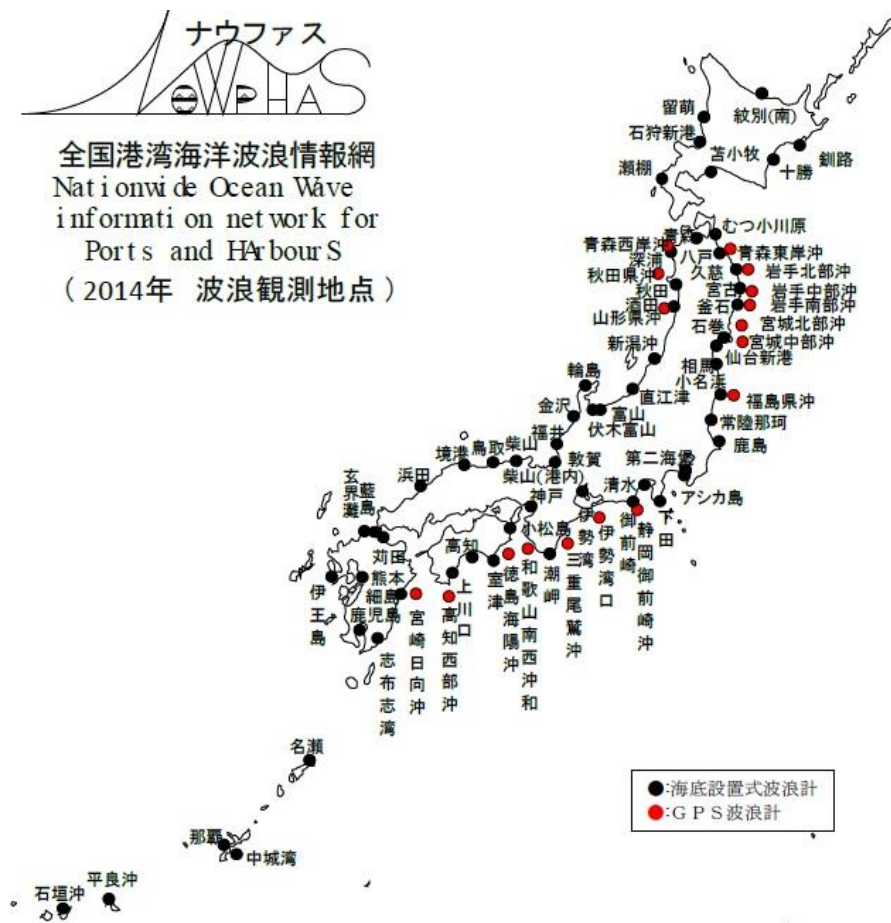 ナウファス
NOWPHAS
全国港湾海洋波浪情報網
Nationwide Ocean Wave
information network for
Ports and HArbourS
(2014年 波浪観測地点)
留萌
紋別(南)
石狩新港
瀬棚
苫小牧
十勝
釧路
むつ小川原
青森
青森西岸沖
八戸
青森東岸沖
深浦
久慈
岩手北部沖
秋田県沖
秋田
宮古
岩手中部沖
酒田
釜石
岩手南部沖
山形県沖
石巻
宮城北部沖
宮城中部沖
新潟沖
仙台新港
相馬
輪島
小名浜
直江津
福島県沖
金沢
富山
伏木富山
常陸那珂
福井
鹿島
境港
鳥取
柴山
柴山(港内)
敦賀
第二海堡
アシカ島
浜田
玄界灘
藍島
神戸
清水
下田
小松島
伊勢湾
伊勢湾口
御前崎
静岡御前崎沖
苅田
高知
熊本
細島
鹿児島
伊王島
上川口
室津
徳島海陽沖
和歌山南西沖和
潮岬
三重尾鷲沖
志布志湾
宮崎日向沖
高知西部沖
名瀬
那覇
中城湾
平良沖
石垣沖
●:海底設置式波浪計
●:GPS波浪計